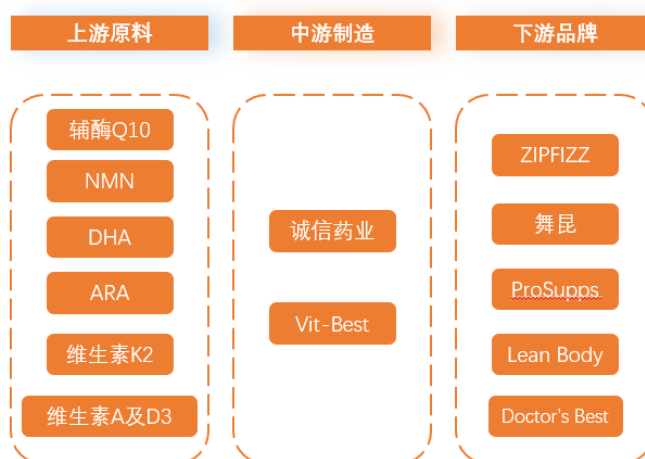 上游原料
中游制造
下游品牌
辅酶Q10
NMN
DHA
ARA
维生素K2
维生素A及D3
诚信药业
Vit-Best
ZIPFIZZ
舞昆
ProSupps
Lean Body
Doctor's Best